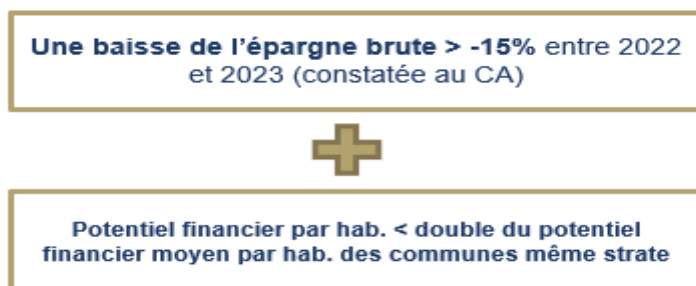 Une baisse de l’épargne brute > -15% entre 2022
et 2023 (constatée au CA)
Potentiel financier par hab. < double du potentiel
financier moyen par hab. des communes même strate